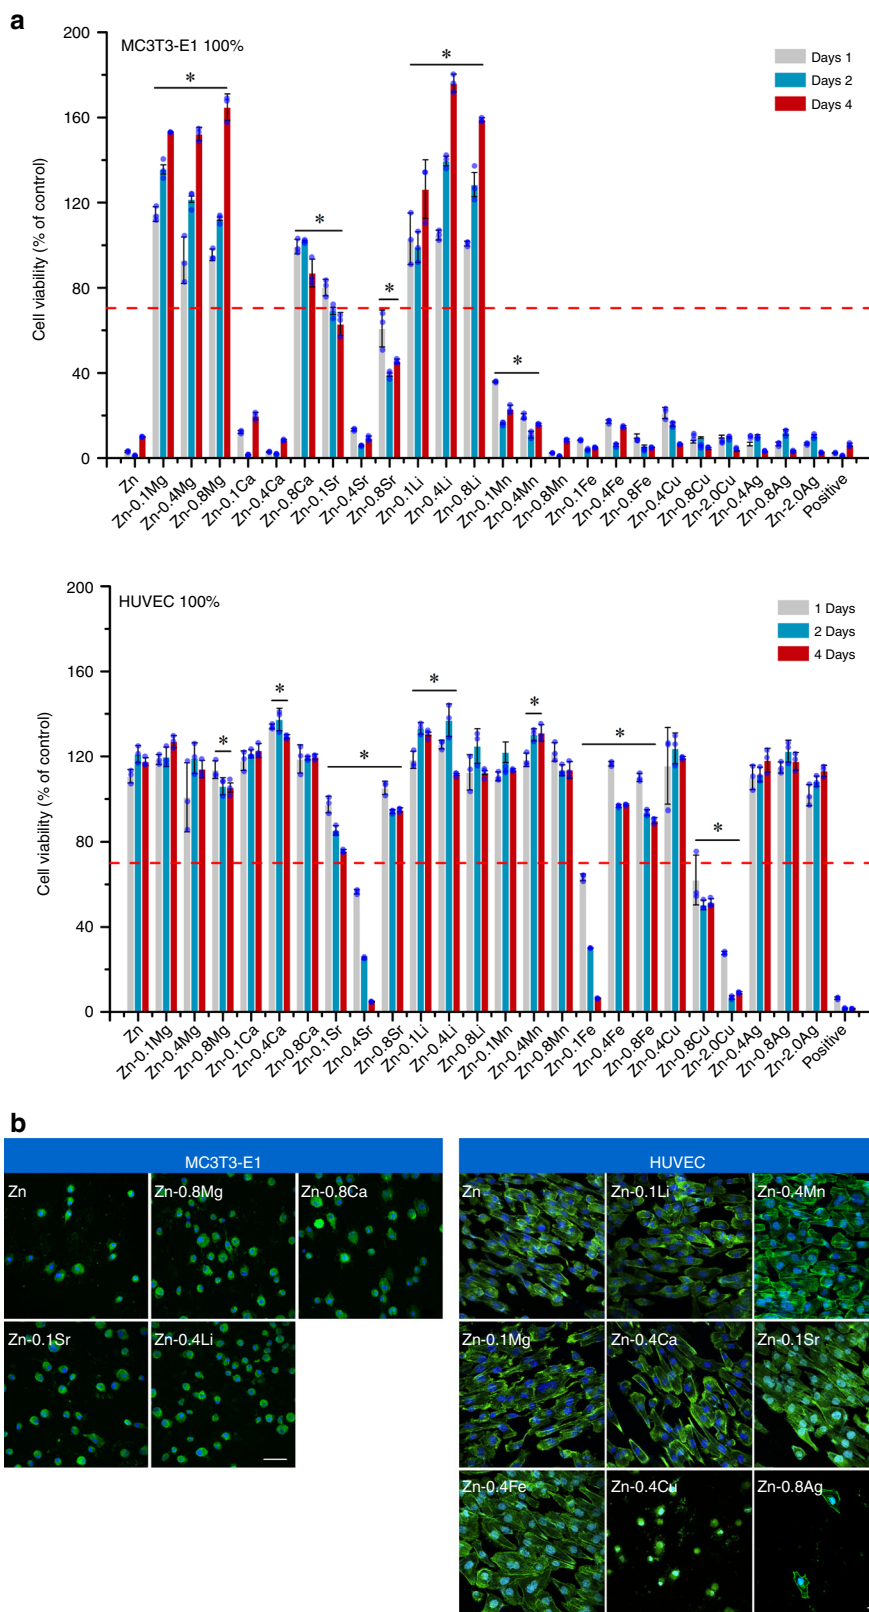 a
MC3T3-E1 100%
Days 1
Days 2
Days 4
Cell viability (% of control)
200
160
120
80
40
0
* * * * * *
Zn Zn-0.1Mg Zn-0.4Mg Zn-0.8Mg Zn-0.1Ca Zn-0.4Ca Zn-0.8Ca Zn-0.1Sr Zn-0.4Sr Zn-0.8Sr Zn-0.1Li Zn-0.4Li Zn-0.8Li Zn-0.1Mn Zn-0.4Mn Zn-0.8Mn Zn-0.1Fe Zn-0.4Fe Zn-0.8Fe Zn-0.4Cu Zn-0.8Cu Zn-2.0Cu Zn-0.4Ag Zn-0.8Ag Zn-2.0Ag Positive
HUVEC 100%
1 Days
2 Days
4 Days
Cell viability (% of control)
200
160
120
80
40
0
* * * * * * *
Zn Zn-0.1Mg Zn-0.4Mg Zn-0.8Mg Zn-0.1Ca Zn-0.4Ca Zn-0.8Ca Zn-0.1Sr Zn-0.4Sr Zn-0.8Sr Zn-0.1Li Zn-0.4Li Zn-0.8Li Zn-0.1Mn Zn-0.4Mn Zn-0.8Mn Zn-0.1Fe Zn-0.4Fe Zn-0.8Fe Zn-0.4Cu Zn-0.8Cu Zn-2.0Cu Zn-0.4Ag Zn-0.8Ag Zn-2.0Ag Positive
b
MC3T3-E1
Zn Zn-0.8Mg Zn-0.8Ca
Zn-0.1Sr Zn-0.4Li
HUVEC
Zn Zn-0.1Li Zn-0.4Mn
Zn-0.1Mg Zn-0.4Ca Zn-0.1Sr
Zn-0.4Fe Zn-0.4Cu Zn-0.8Ag